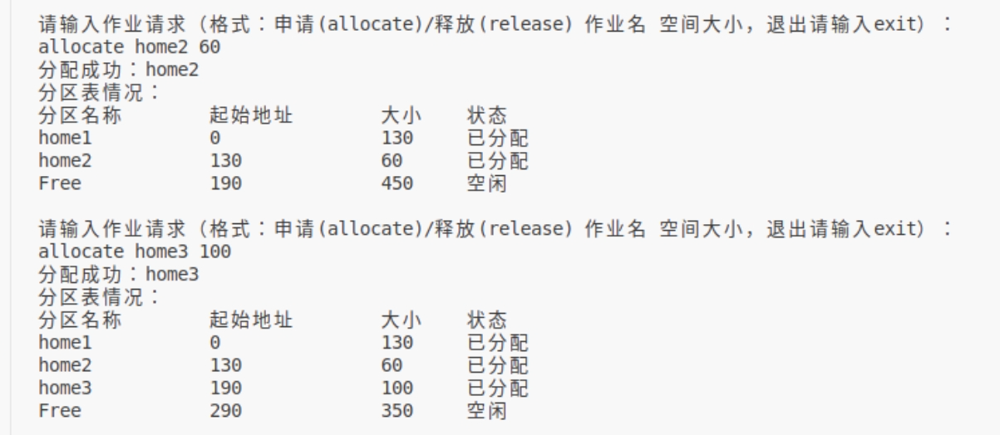 请输入作业请求（格式：申请(allocate)/释放(release) 作业名 空间大小，退出请输入exit）：
allocate home2 60
分配成功：home2
分区表情况：
分区名称 起始地址 大小 状态
home1 0 130 已分配
home2 130 60 已分配
Free 190 450 空闲
请输入作业请求（格式：申请(allocate)/释放(release) 作业名 空间大小，退出请输入exit）：
allocate home3 100
分配成功：home3
分区表情况：
分区名称 起始地址 大小 状态
home1 0 130 已分配
home2 130 60 已分配
home3 190 100 已分配
Free 290 350 空闲